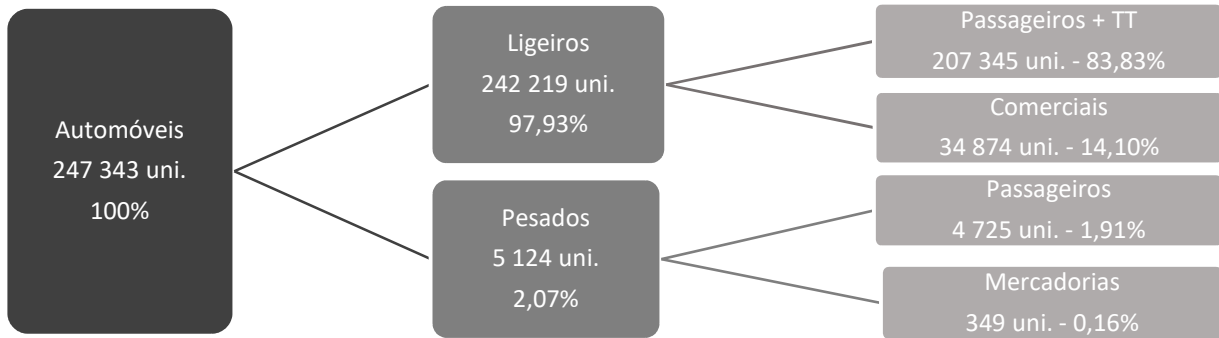 Automóveis
247 343 uni.
100%
Ligeiros
242 219 uni.
97,93%
Pesados
5 124 uni.
2,07%
Passageiros + TT
207 345 uni. - 83,83%
Comerciais
34 874 uni. - 14,10%
Passageiros
4 725 uni. - 1,91%
Mercadorias
349 uni. - 0,16%